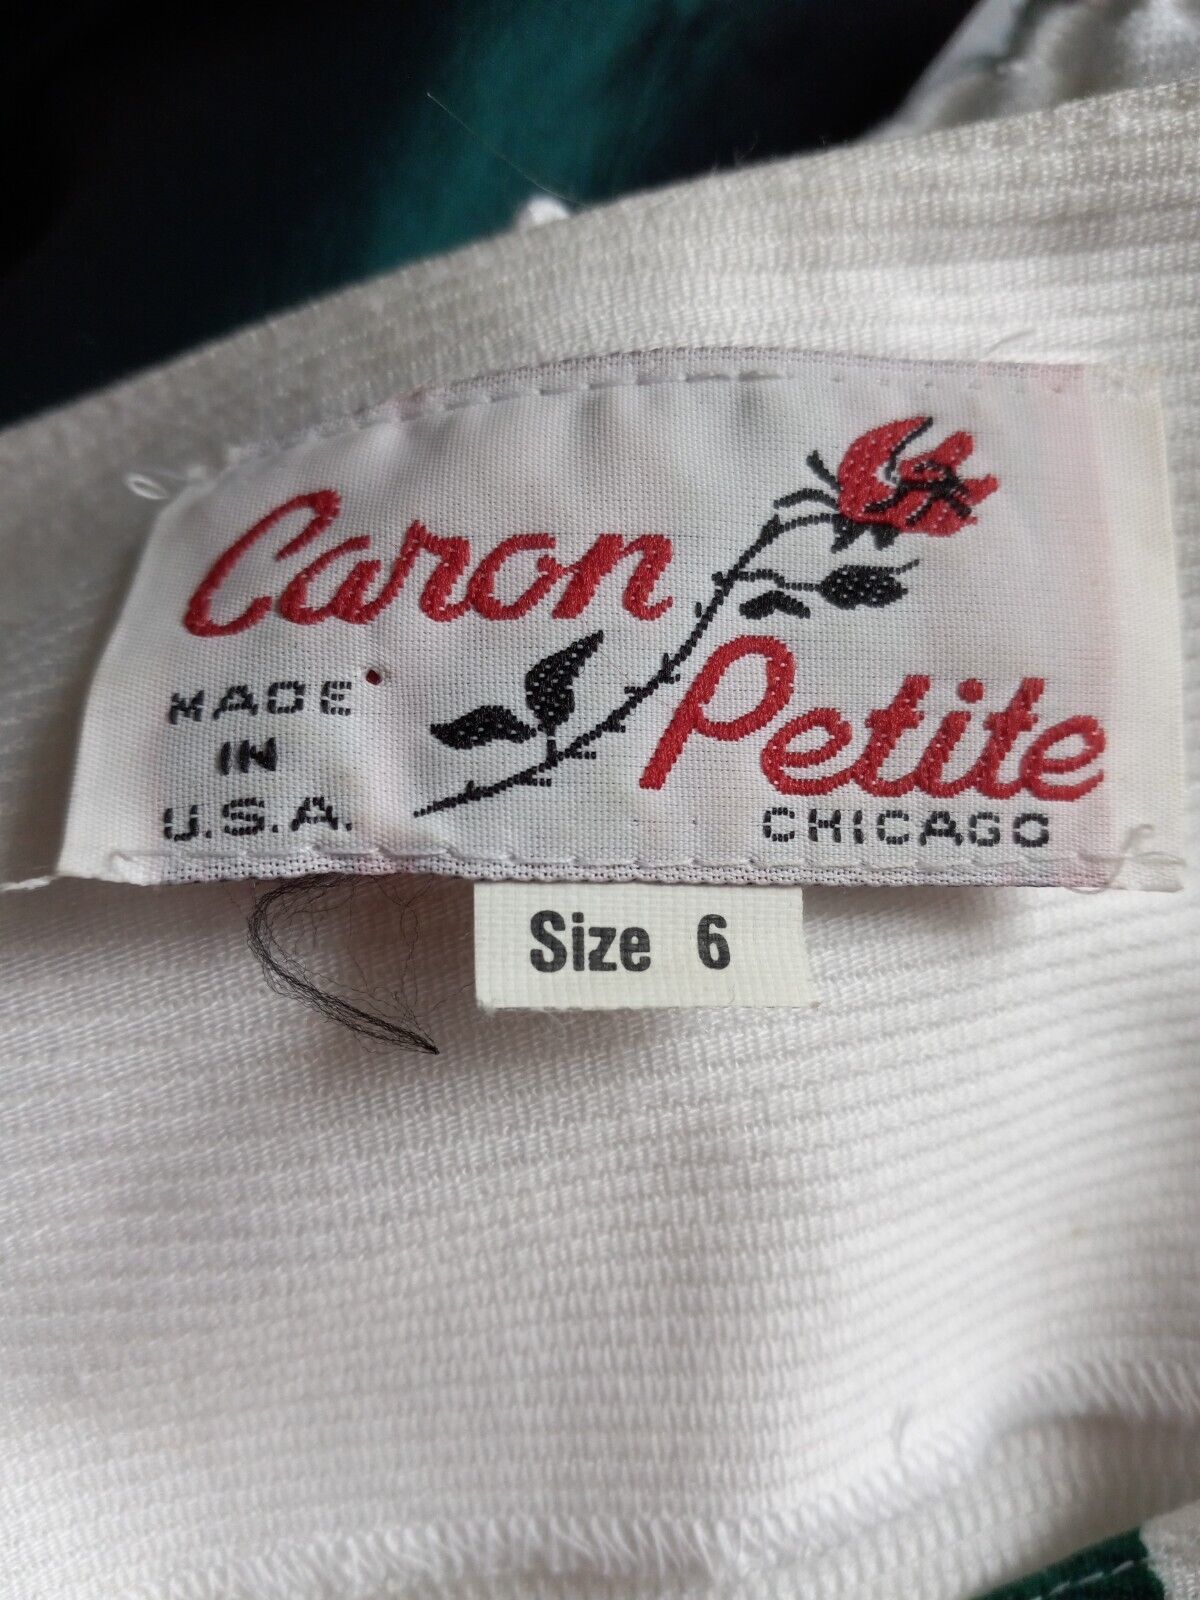 Caron
Petite
MADE
IN
U.S.A.
CHICAGO
Size 6